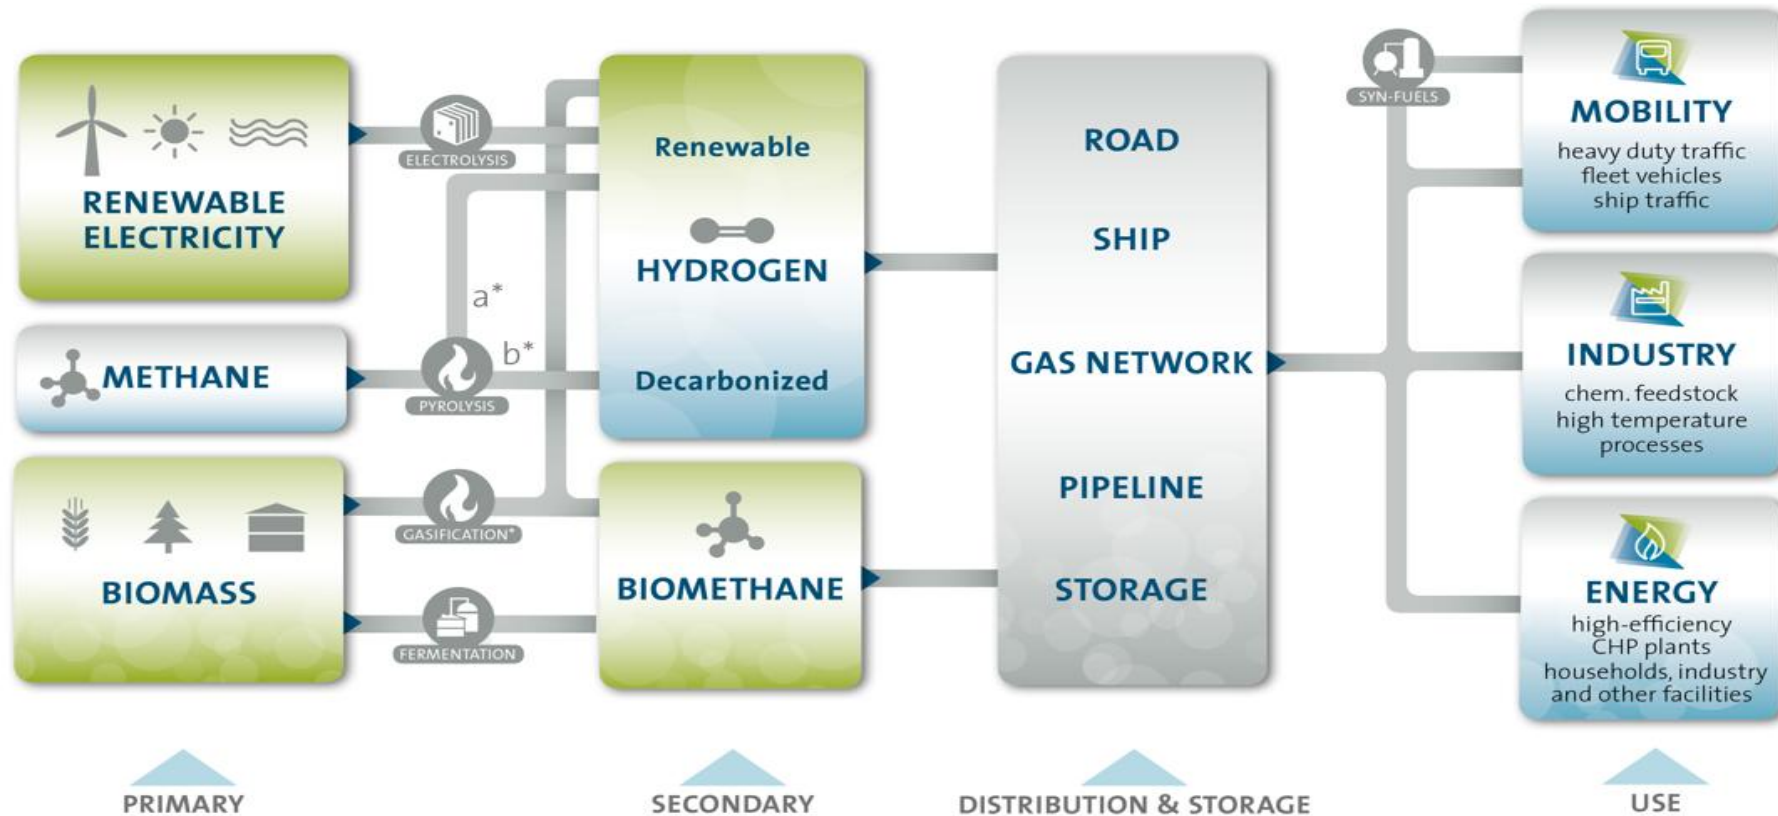 RENEWABLE
ELECTRICITY
METHANE
BIOMASS
ELECTROLYSIS
a*
b*
PYROLYSIS
GASIFICATION*
FERMENTATION
Renewable
HYDROGEN
Decarbonized
BIOMETHANE
ROAD
SHIP
GAS NETWORK
PIPELINE
STORAGE
SYN-FUELS
MOBILITY
heavy duty traffic
fleet vehicles
ship traffic
INDUSTRY
chem. feedstock
high temperature
processes
ENERGY
high-efficiency
CHP plants
households, industry
and other facilities
PRIMARY
SECONDARY
DISTRIBUTION & STORAGE
USE